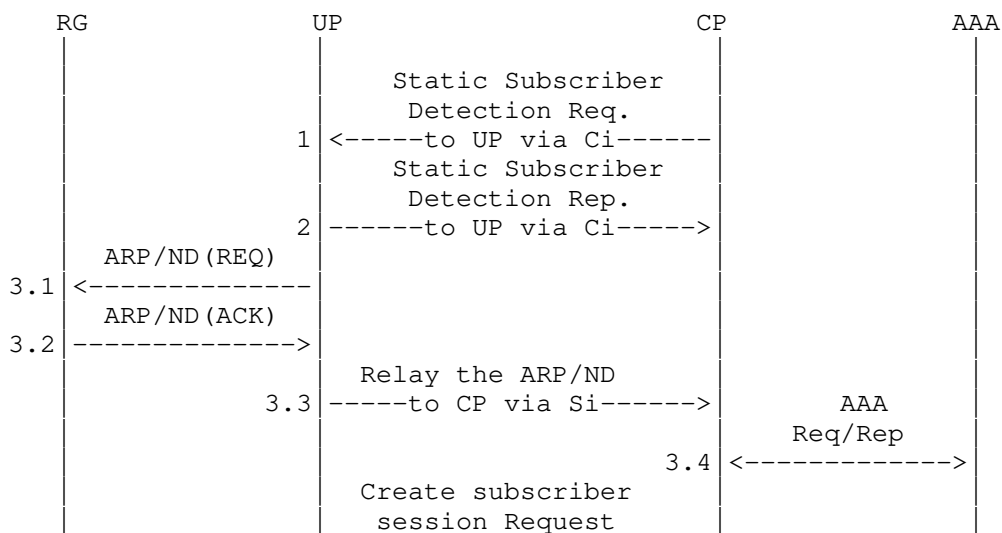 RG UP CP AAA
Static Subscriber
Detection Req.
1 <-----to UP via Ci------
Static Subscriber
Detection Rep.
2 ------to UP via Ci----->
ARP/ND(REQ)
3.1 <--------------
ARP/ND(ACK)
3.2 -------------->
Relay the ARP/ND
3.3 -----to CP via Si------> AAA
Req/Rep
3.4 <------------->
Create subscriber
session Request